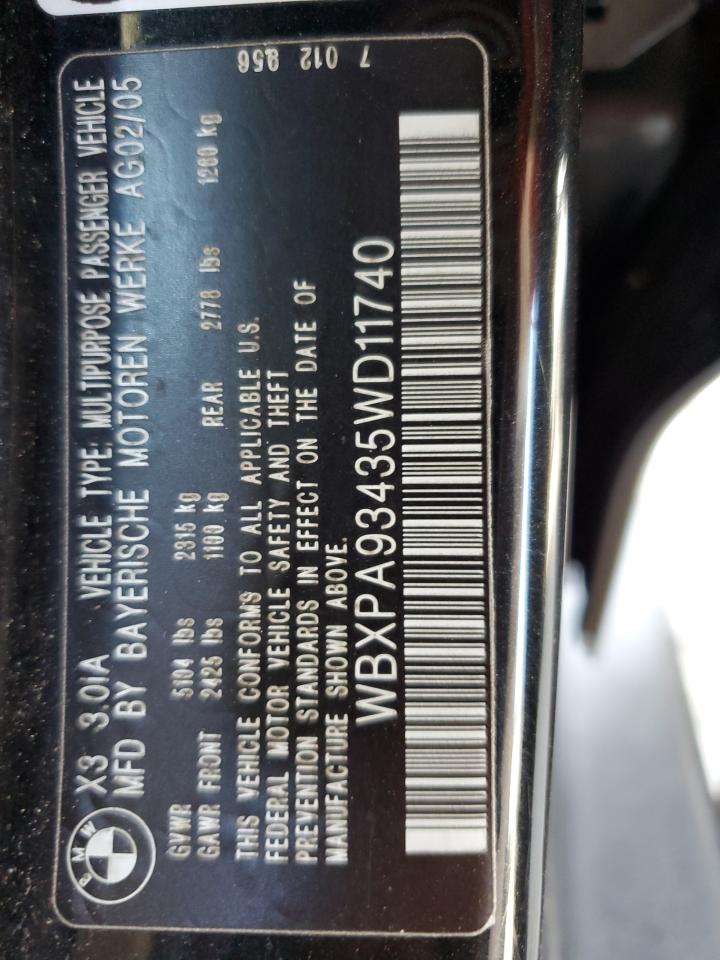 BMW
X3 3.0iA VEHICLE TYPE: MULTIPURPOSE PASSENGER VEHICLE
MFD BY BAYERISCHE MOTOREN WERKE AG02/05
GVWR 5104 lbs 2315 kg
GAWR FRONT 2425 lbs 1100 kg REAR 2778 lbs 1260 kg
THIS VEHICLE CONFORMS TO ALL APPLICABLE U.S.
FEDERAL MOTOR VEHICLE SAFETY AND THEFT
PREVENTION STANDARDS IN EFFECT ON THE DATE OF
MANUFACTURE SHOWN ABOVE.
WBXPA93435WD11740
7 012 956